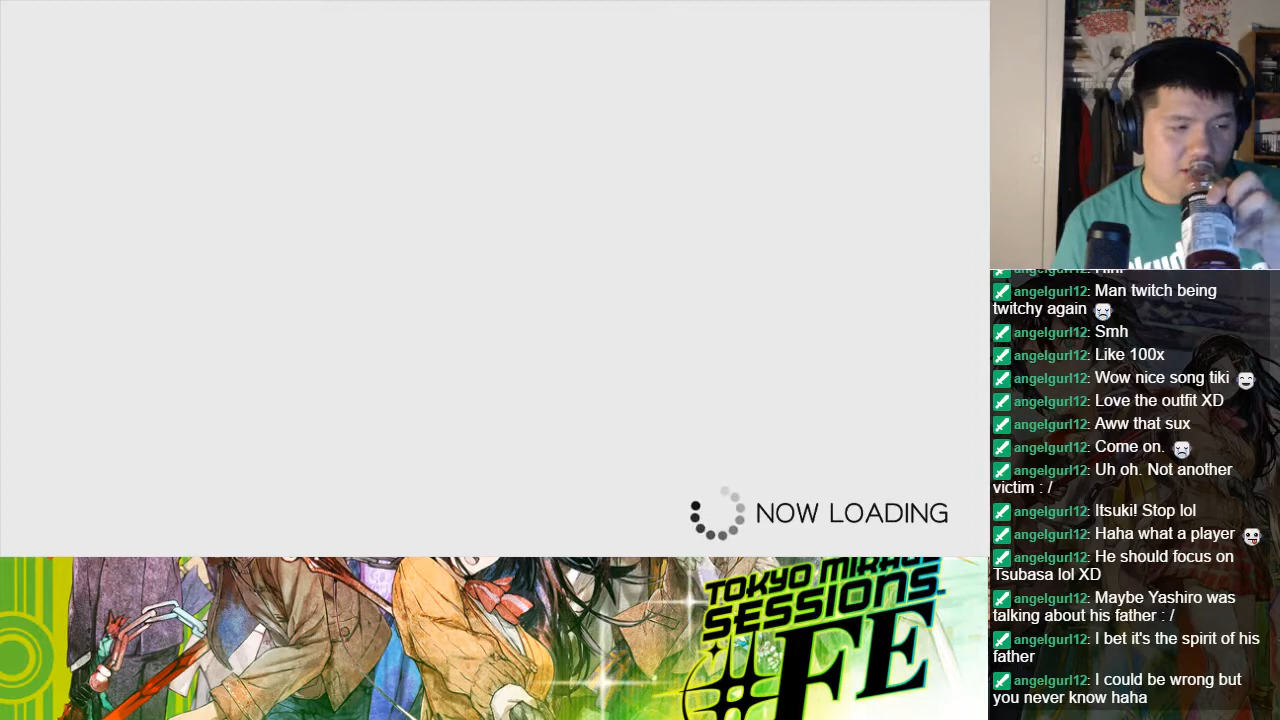 NOW LOADING
TOKYO MIRAGE
SESSIONS
#FE
angelgurl12:
angelgurl12: Man twitch being
twitchy again
angelgurl12: Smh
angelgurl12: Like 100x
angelgurl12: Wow nice song tiki
angelgurl12: Love the outfit XD
angelgurl12: Aww that sux
angelgurl12: Come on.
angelgurl12: Uh oh. Not another
victim : /
angelgurl12: Itsuki! Stop lol
angelgurl12: Haha what a player
angelgurl12: He should focus on
Tsubasa lol XD
angelgurl12: Maybe Yashiro was
talking about his father : /
angelgurl12: I bet it's the spirit of his
father
angelgurl12: I could be wrong but
you never know haha